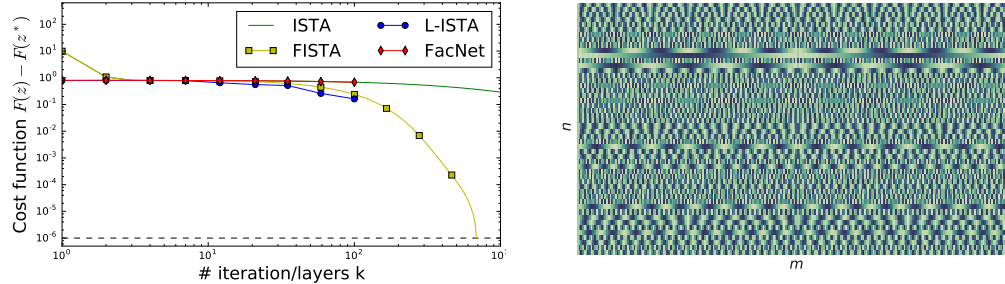 Cost function F(z) − F(z*)
10² 
10¹
10⁰
10⁻¹
10⁻²
10⁻³
10⁻⁴
10⁻⁵
10⁻⁶
ISTA
FISTA
L-ISTA
FacNet
10⁰ 10¹ 10² 10³
# iteration/layers k
n
m